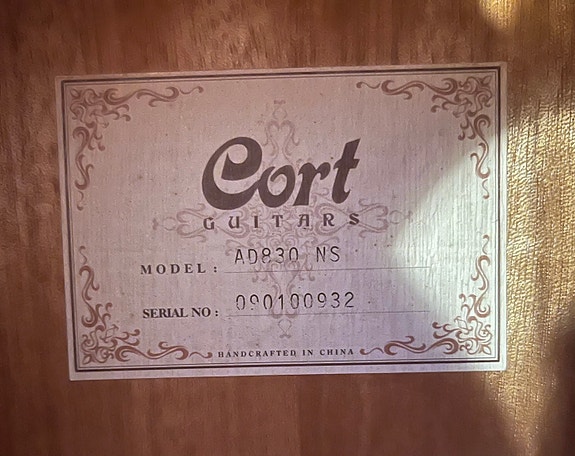 Cort
GUITARS
MODEL: AD830 NS
SERIAL NO: 090100932
HANDCRAFTED IN CHINA